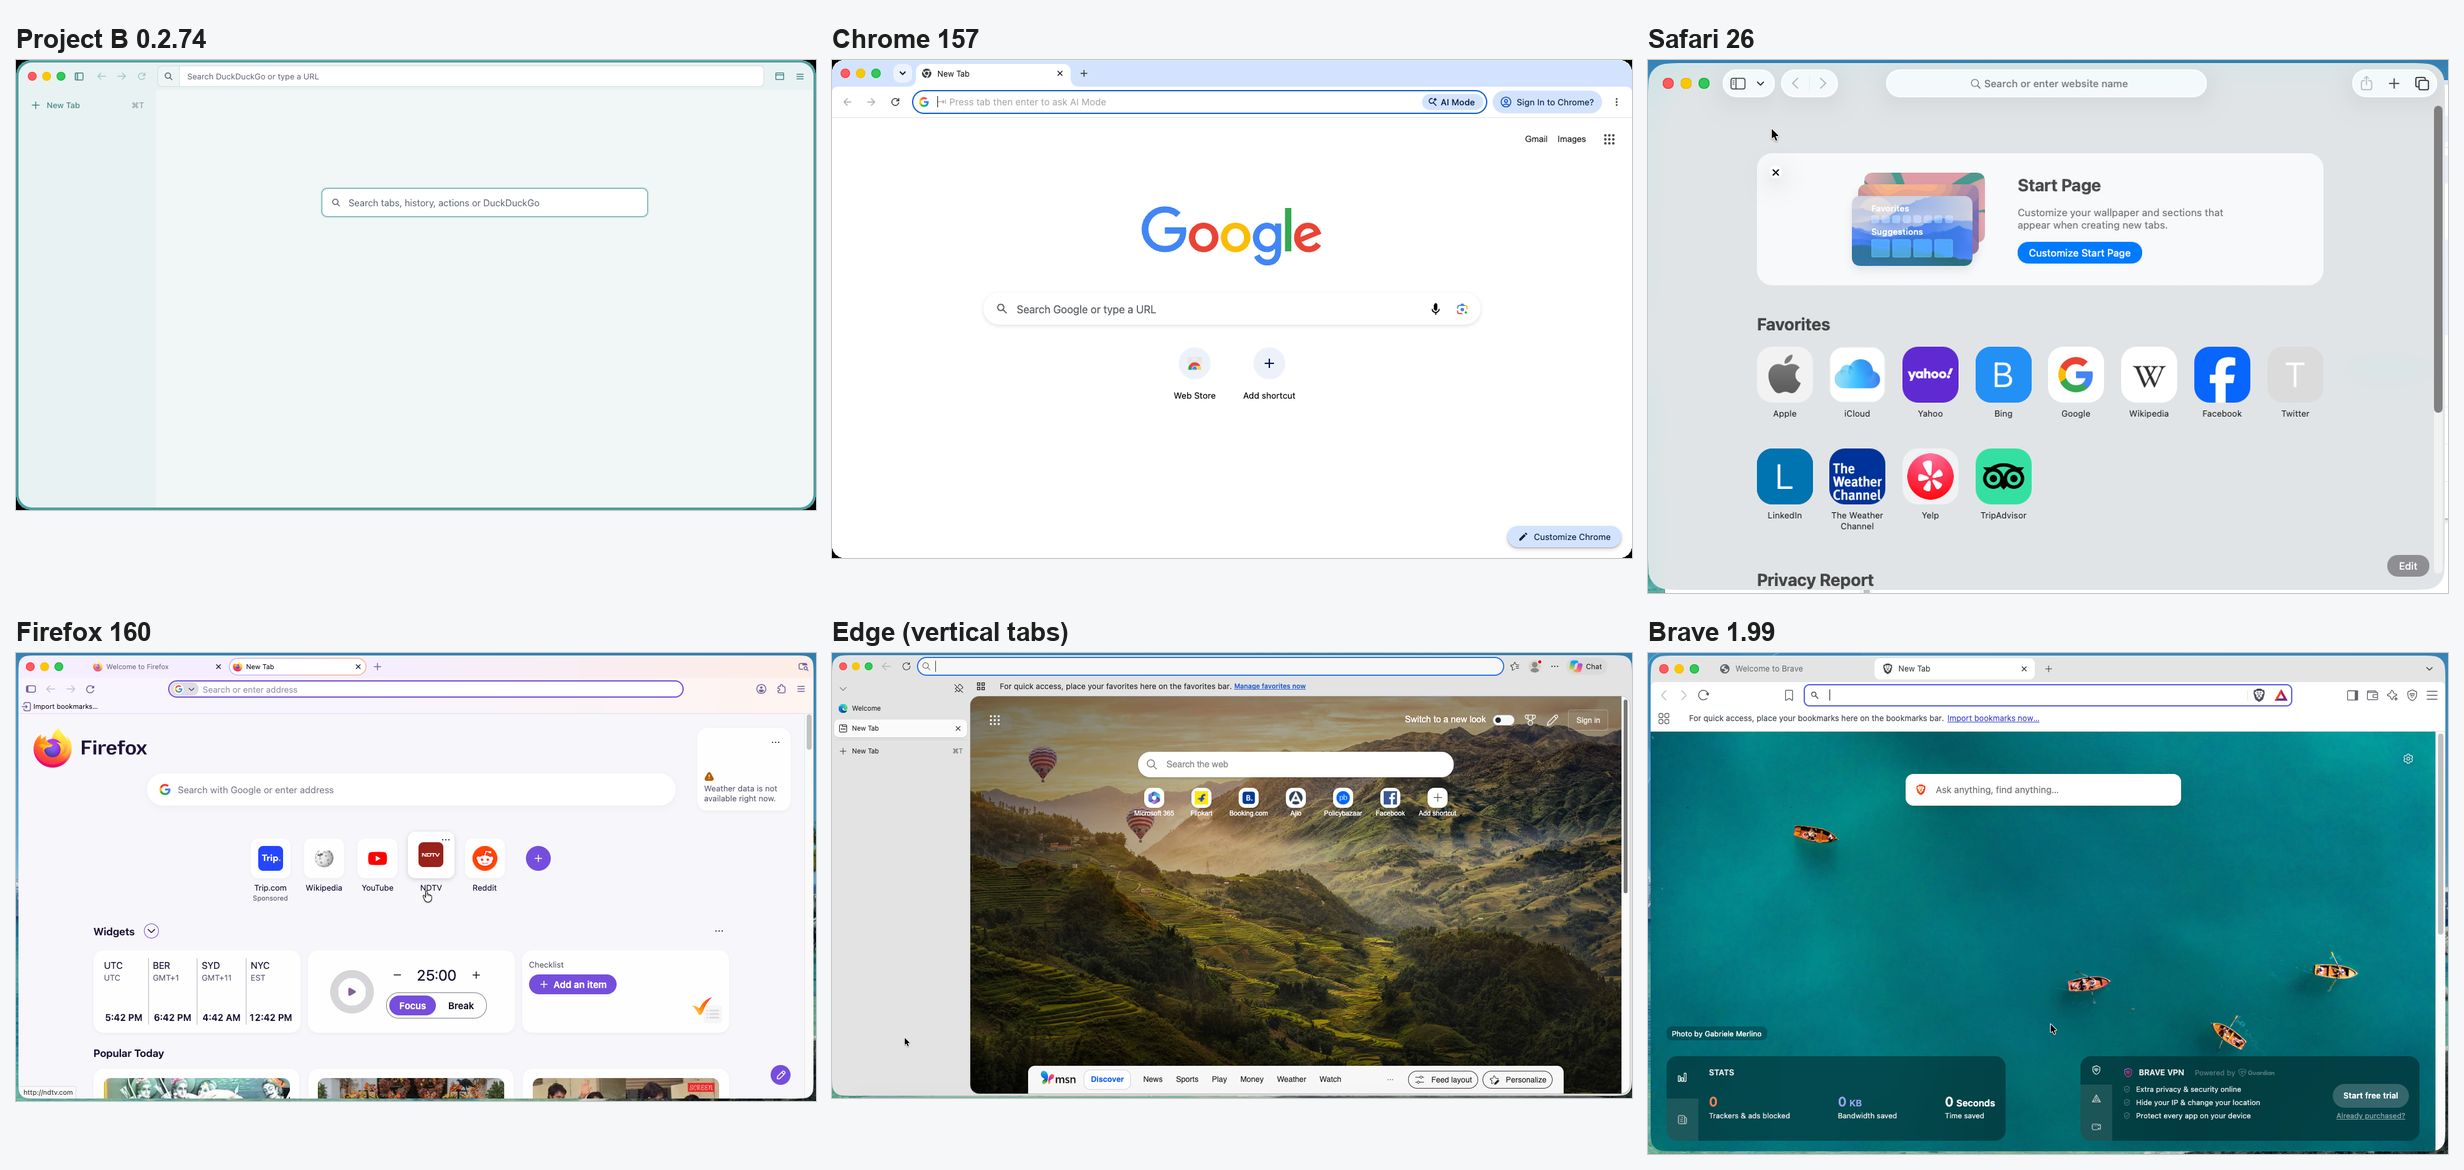 Project B 0.2.74
Search DuckDuckGo or type a URL
New Tab ⌘T
Search tabs, history, actions or DuckDuckGo
Chrome 157
New Tab
Press tab then enter to ask AI Mode
AI Mode
Sign In to Chrome?
Gmail Images
Google
Search Google or type a URL
Web Store Add shortcut
Customize Chrome
Safari 26
Search or enter website name
Favorites
Suggestions
Start Page
Customize your wallpaper and sections that
appear when creating new tabs.
Customize Start Page
Favorites
yahoo! B G W f T
Apple iCloud Yahoo Bing Google Wikipedia Facebook Twitter
L The Weather Channel
LinkedIn The Weather Channel Yelp TripAdvisor
Edit
Privacy Report
Firefox 160
Welcome to Firefox New Tab
Search or enter address
Import bookmarks...
Firefox
Search with Google or enter address
Weather data is not
available right now.
Trip. NDTV
Trip.com Wikipedia YouTube NDTV Reddit
Sponsored
Widgets
UTC BER SYD NYC
UTC GMT+1 GMT+11 EST
5:42 PM 6:42 PM 4:42 AM 12:42 PM
25:00
Focus Break
Checklist
Add an item
Popular Today
SCREEN
http://ndtv.com
Edge (vertical tabs)
Chat
For quick access, place your favorites here on the favorites bar. Manage favorites now
Welcome
New Tab
New Tab ⌘T
Switch to a new look
Sign in
Search the web
Microsoft 365 Flipkart Booking.com Ajio Policybazaar Facebook Add shortcut
msn Discover News Sports Play Money Weather Watch ... Feed layout Personalize
Brave 1.99
Welcome to Brave New Tab
For quick access, place your bookmarks here on the bookmarks bar. Import bookmarks now...
Ask anything, find anything...
Photo by Gabriele Merlino
STATS
0 0 KB 0 Seconds
Trackers & ads blocked Bandwidth saved Time saved
BRAVE VPN Powered by Guardian
Extra privacy & security online
Hide your IP & change your location
Protect every app on your device
Start free trial
Already purchased?